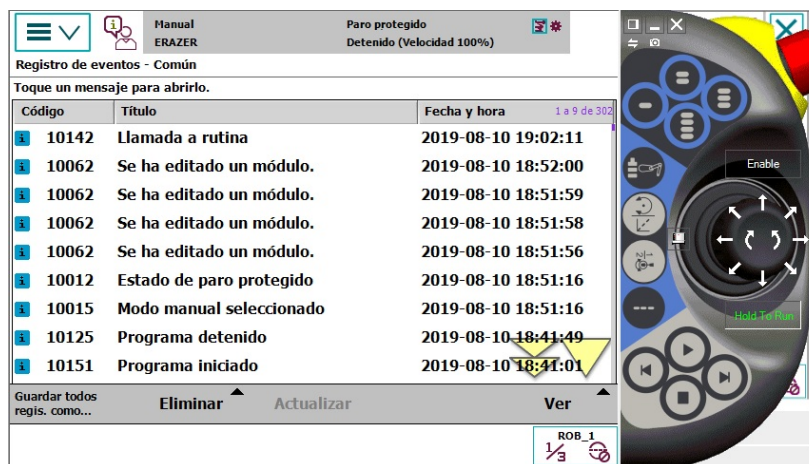 Manual
ERAZER
Paro protegido
Detenido (Velocidad 100%)
Registro de eventos - Común
Toque un mensaje para abrirlo.
Código Título Fecha y hora 1 a 9 de 302
10142 Llamada a rutina 2019-08-10 19:02:11
10062 Se ha editado un módulo. 2019-08-10 18:52:00
10062 Se ha editado un módulo. 2019-08-10 18:51:59
10062 Se ha editado un módulo. 2019-08-10 18:51:58
10062 Se ha editado un módulo. 2019-08-10 18:51:56
10012 Estado de paro protegido 2019-08-10 18:51:16
10015 Modo manual seleccionado 2019-08-10 18:51:16
10125 Programa detenido 2019-08-10 18:41:49
10151 Programa iniciado 2019-08-10 18:41:01
Guardar todos
regis. como...
Eliminar Actualizar Ver
ROB_1
1/3
Enable
Hold To Run